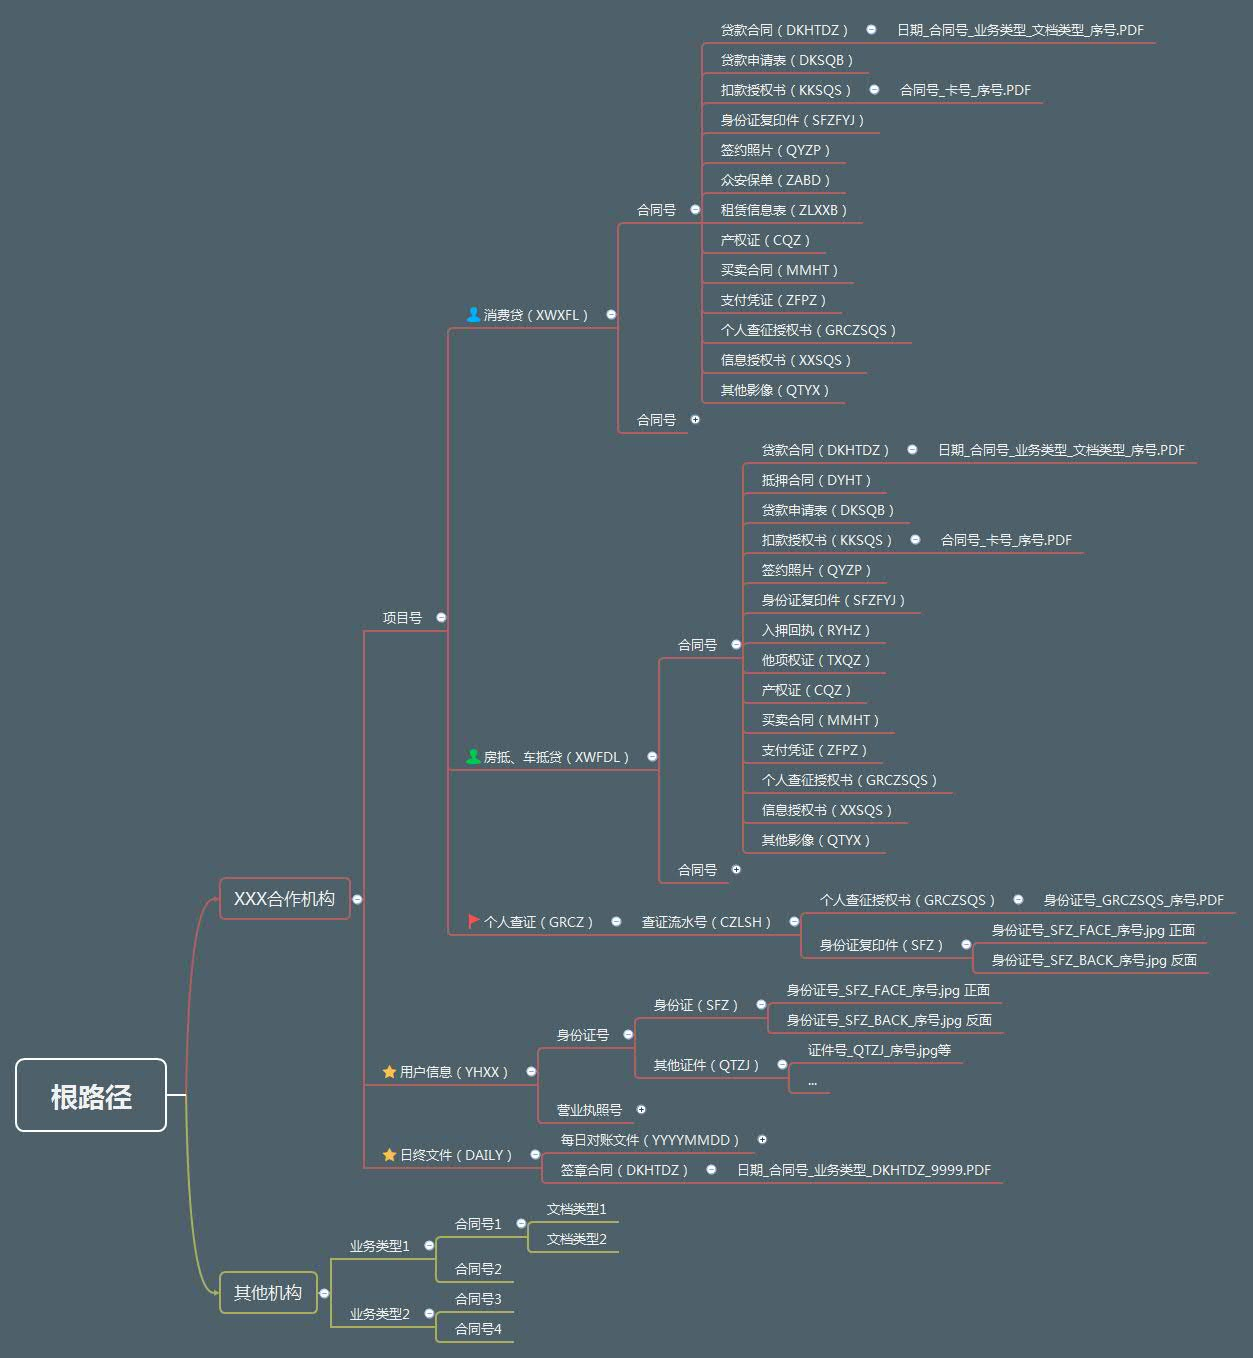 贷款合同（DKHTDZ）
日期_合同号_业务类型_文档类型_序号.PDF
贷款申请表（DKSQB）
扣款授权书（KKSQS）
合同号_卡号_序号.PDF
身份证复印件（SFZFYJ）
签约照片（QYZP）
众安保单（ZABD）
合同号
租赁信息表（ZLXXB）
产权证（CQZ）
买卖合同（MMHT）
支付凭证（ZFPZ）
消费贷（XWXFL）
个人查征授权书（GRCZSQS）
信息授权书（XXSQS）
其他影像（QTYX）
合同号
贷款合同（DKHTDZ）
日期_合同号_业务类型_文档类型_序号.PDF
抵押合同（DYHT）
贷款申请表（DKSQB）
扣款授权书（KKSQS）
合同号_卡号_序号.PDF
签约照片（QYZP）
身份证复印件（SFZFYJ）
项目号
入押回执（RYHZ）
合同号
他项权证（TXQZ）
产权证（CQZ）
买卖合同（MMHT）
支付凭证（ZFPZ）
房抵、车抵贷（XWFDL）
个人查征授权书（GRCZSQS）
信息授权书（XXSQS）
其他影像（QTYX）
合同号
XXX合作机构
个人查征授权书（GRCZSQS）
身份证号_GRCZSQS_序号.PDF
个人查证（GRCZ）
查证流水号（CZLSH）
身份证号_SFZ_FACE_序号.jpg 正面
身份证复印件（SFZ）
身份证号_SFZ_BACK_序号.jpg 反面
身份证号_SFZ_FACE_序号.jpg 正面
身份证（SFZ）
身份证号_SFZ_BACK_序号.jpg 反面
身份证号
证件号_QTZJ_序号.jpg等
其他证件（QTZJ）
...
用户信息（YHXX）
根路径
营业执照号
每日对账文件（YYYYMMDD）
日终文件（DAILY）
签章合同（DKHTDZ）
日期_合同号_业务类型_DKHTDZ_9999.PDF
文档类型1
合同号1
文档类型2
业务类型1
合同号2
其他机构
合同号3
业务类型2
合同号4